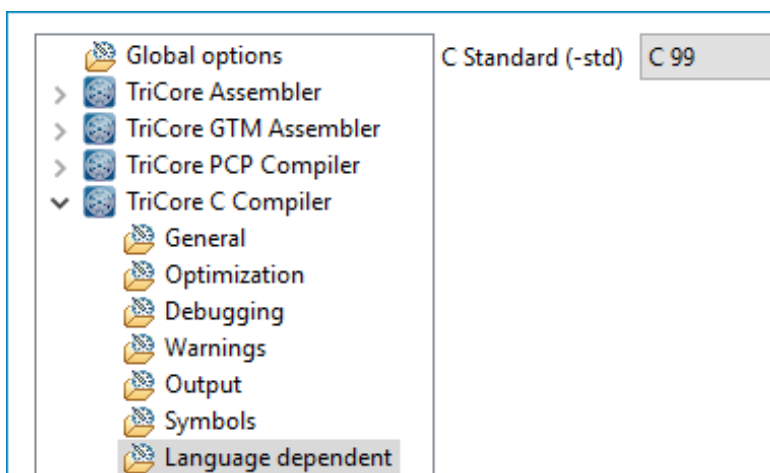 Global options
TriCore Assembler
TriCore GTM Assembler
TriCore PCP Compiler
TriCore C Compiler
General
Optimization
Debugging
Warnings
Output
Symbols
Language dependent
C Standard (-std) C 99